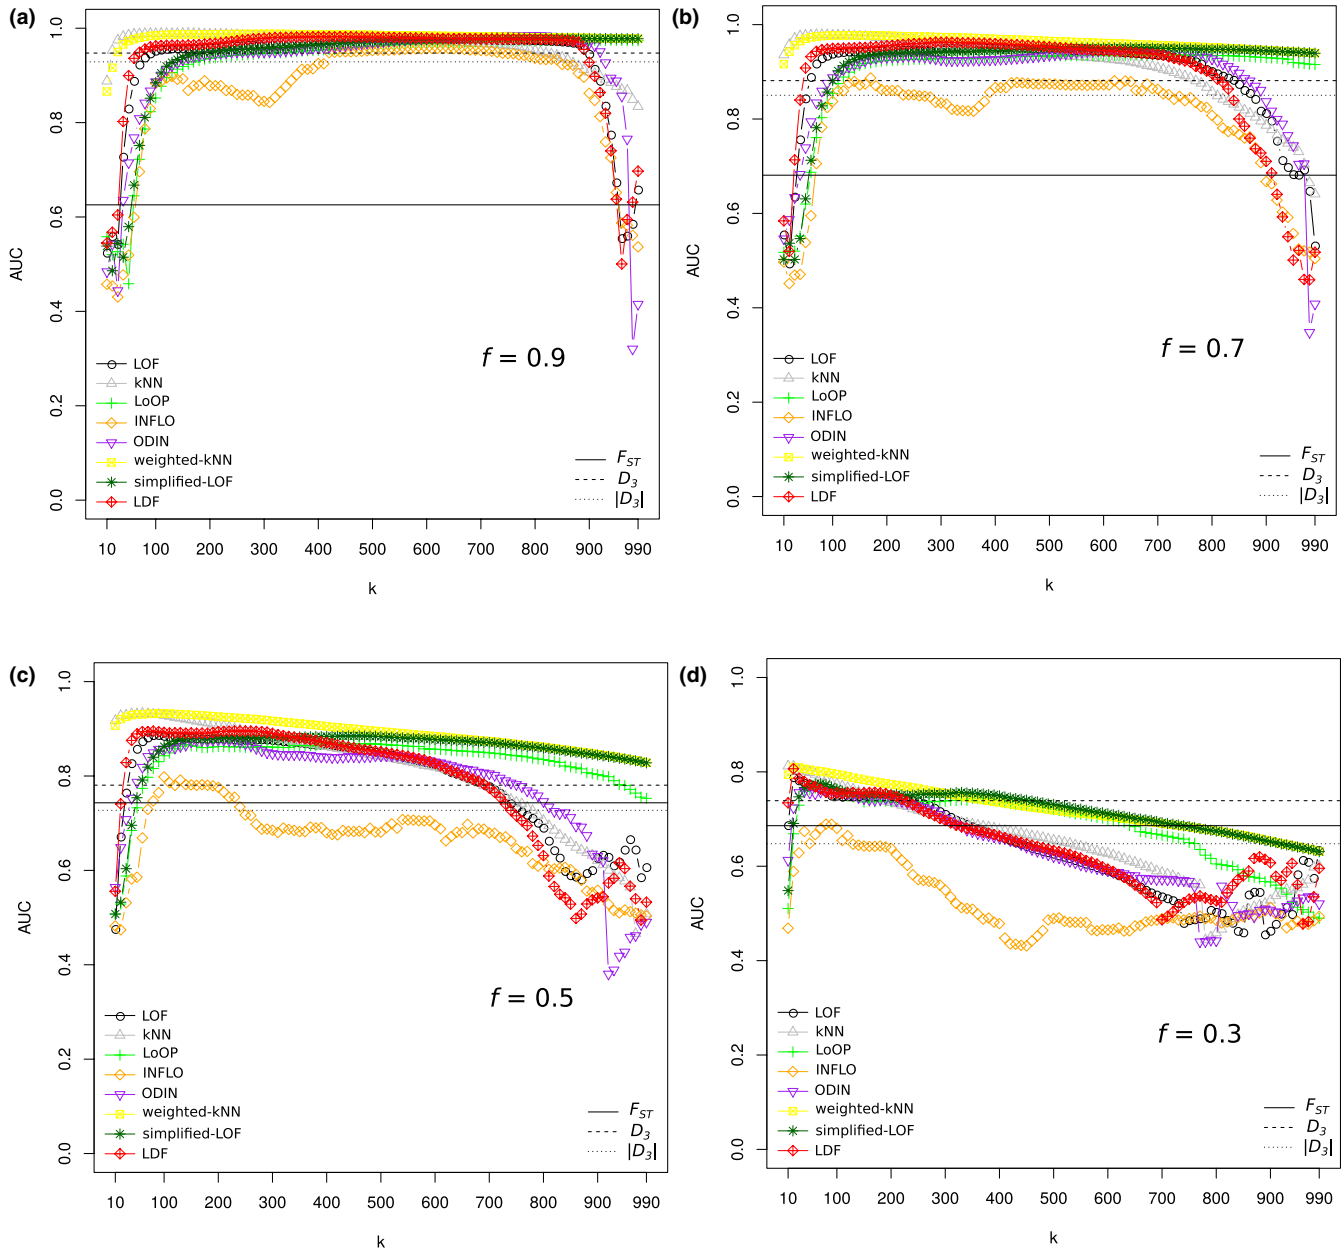 (a)
AUC
1.0
0.8
0.6
0.4
0.2
0.0
f = 0.9
LOF
kNN
LoOP
INFLO
ODIN
weighted-kNN
simplified-LOF
LDF
F_ST
D_3
|D_3|
10 100 200 300 400 500 600 700 800 900 990
k
(b)
AUC
1.0
0.8
0.6
0.4
0.2
0.0
f = 0.7
LOF
kNN
LoOP
INFLO
ODIN
weighted-kNN
simplified-LOF
LDF
F_ST
D_3
|D_3|
10 100 200 300 400 500 600 700 800 900 990
k
(c)
AUC
1.0
0.8
0.6
0.4
0.2
0.0
f = 0.5
LOF
kNN
LoOP
INFLO
ODIN
weighted-kNN
simplified-LOF
LDF
F_ST
D_3
|D_3|
10 100 200 300 400 500 600 700 800 900 990
k
(d)
AUC
1.0
0.8
0.6
0.4
0.2
0.0
f = 0.3
LOF
kNN
LoOP
INFLO
ODIN
weighted-kNN
simplified-LOF
LDF
F_ST
D_3
|D_3|
10 100 200 300 400 500 600 700 800 900 990
k